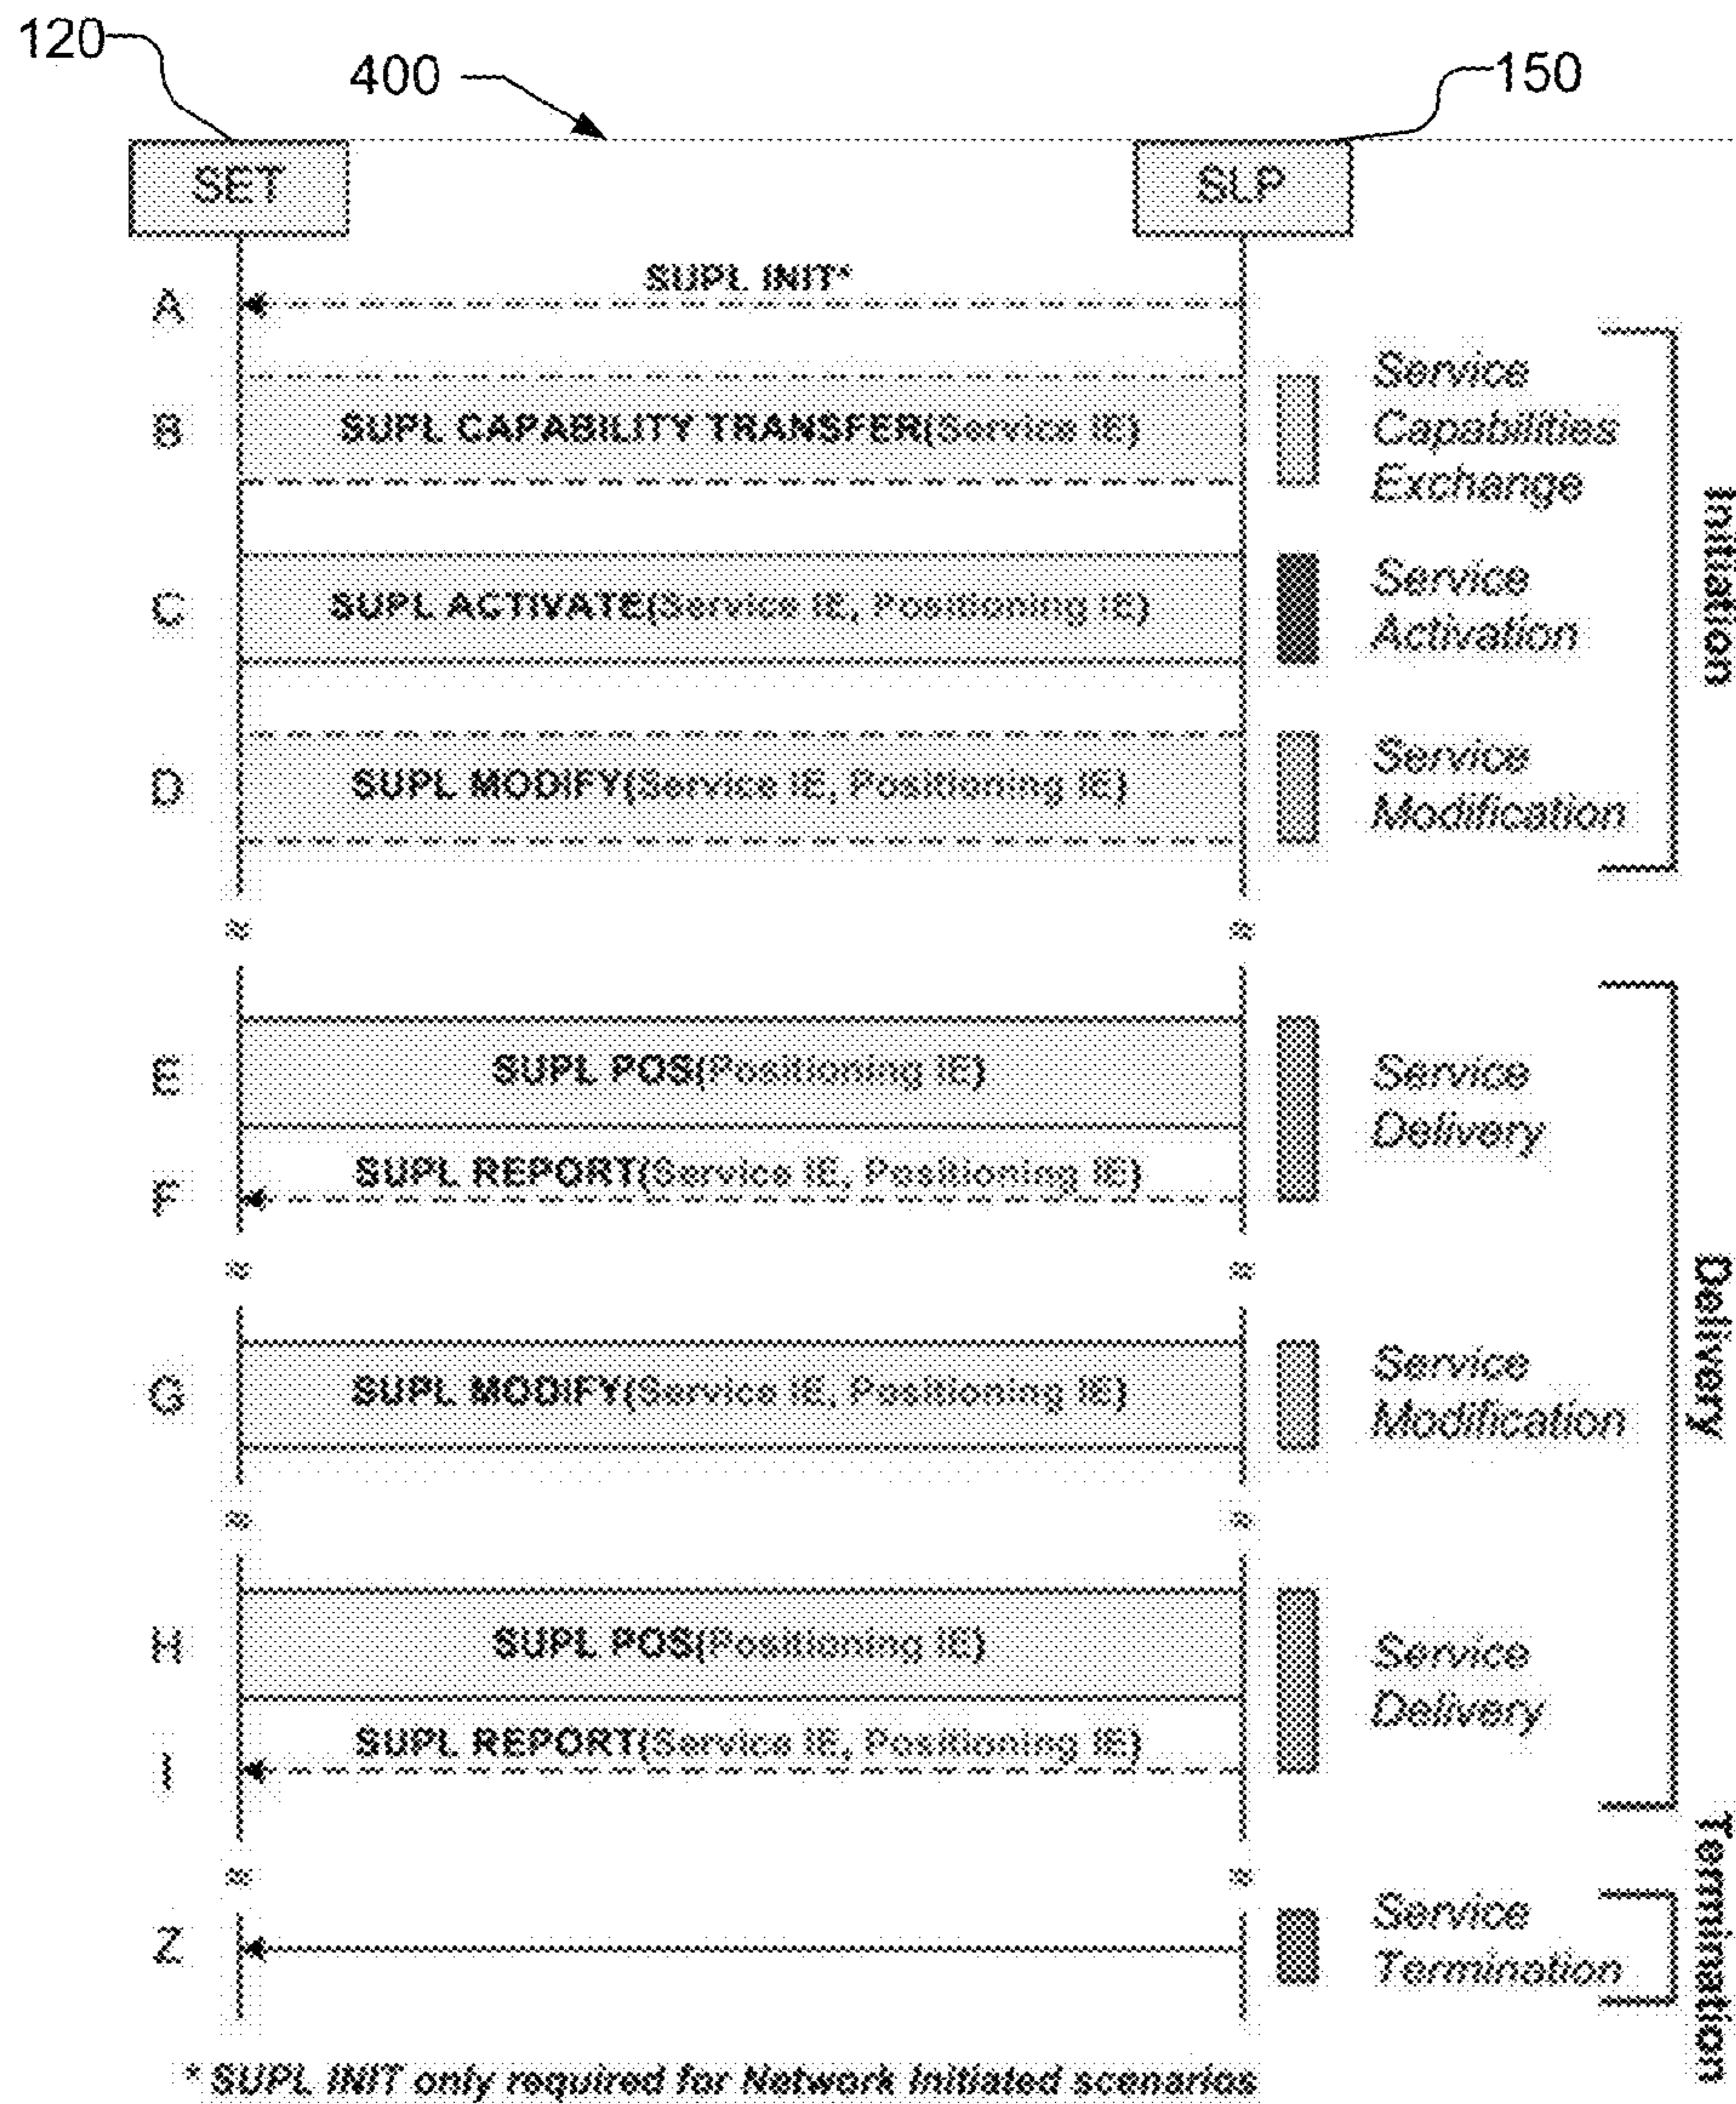 120
400
150
SET
SLP
A
SUPL INIT*
B
SUPL CAPABILITY TRANSFER(Service IE)
Service
Capabilities
Exchange
C
SUPL ACTIVATE(Service IE, Positioning IE)
Service
Activation
D
SUPL MODIFY(Service IE, Positioning IE)
Service
Modification
Initiation
≈
≈
E
SUPL POS(Positioning IE)
Service
Delivery
F
SUPL REPORT(Service IE, Positioning IE)
≈
≈
G
SUPL MODIFY(Service IE, Positioning IE)
Service
Modification
Delivery
≈
≈
H
SUPL POS(Positioning IE)
Service
Delivery
I
SUPL REPORT(Service IE, Positioning IE)
≈
≈
Z
Service
Termination
Termination
* SUPL INIT only required for Network Initiated scenarios